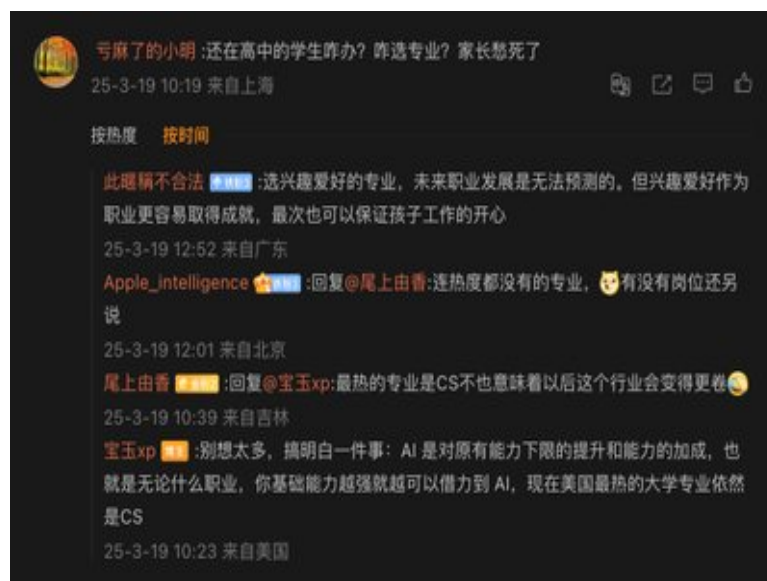 亏麻了的小明 :还在高中的学生咋办？咋选专业？家长愁死了
25-3-19 10:19 来自上海
按热度 按时间
此暱稱不合法 :选兴趣爱好的专业，未来职业发展是无法预测的。但兴趣爱好作为
职业更容易取得成就，最次也可以保证孩子工作的开心
25-3-19 12:52 来自广东
Apple_intelligence :回复@尾上由香:连热度都没有的专业，有没有岗位还另
说
25-3-19 12:01 来自北京
尾上由香 :回复@宝玉xp:最热的专业是CS不也意味着以后这个行业会变得更卷
25-3-19 10:39 来自吉林
宝玉xp :别想太多，搞明白一件事：AI 是对原有能力下限的提升和能力的加成，也
就是无论什么职业，你基础能力越强就越可以借力到 AI，现在美国最热的大学专业依然
是CS
25-3-19 10:23 来自美国